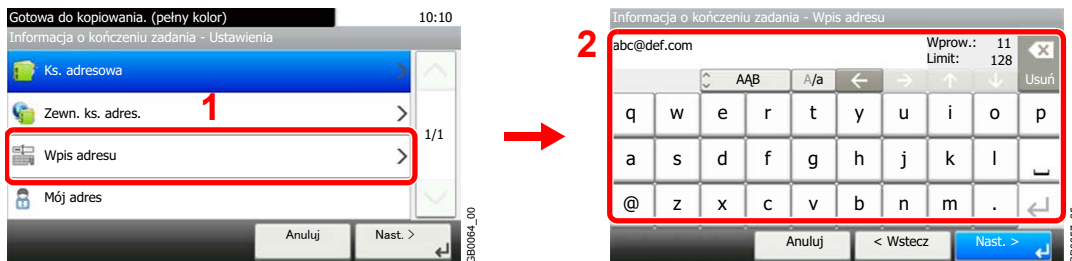 Gotowa do kopiowania. (pełny kolor) 10:10
Informacja o kończeniu zadania - Ustawienia
Ks. adresowa
1
Zewn. ks. adres.
1/1
Wpis adresu
Mój adres
Anuluj Nast. >
GB0064_00
Informacja o kończeniu zadania - Wpis adresu
2
abc@def.com Wprow.: 11
Limit: 128
AĄB A/a Usuń
q w e r t y u i o p
a s d f g h j k l
@ z x c v b n m .
Anuluj < Wstecz Nast. >